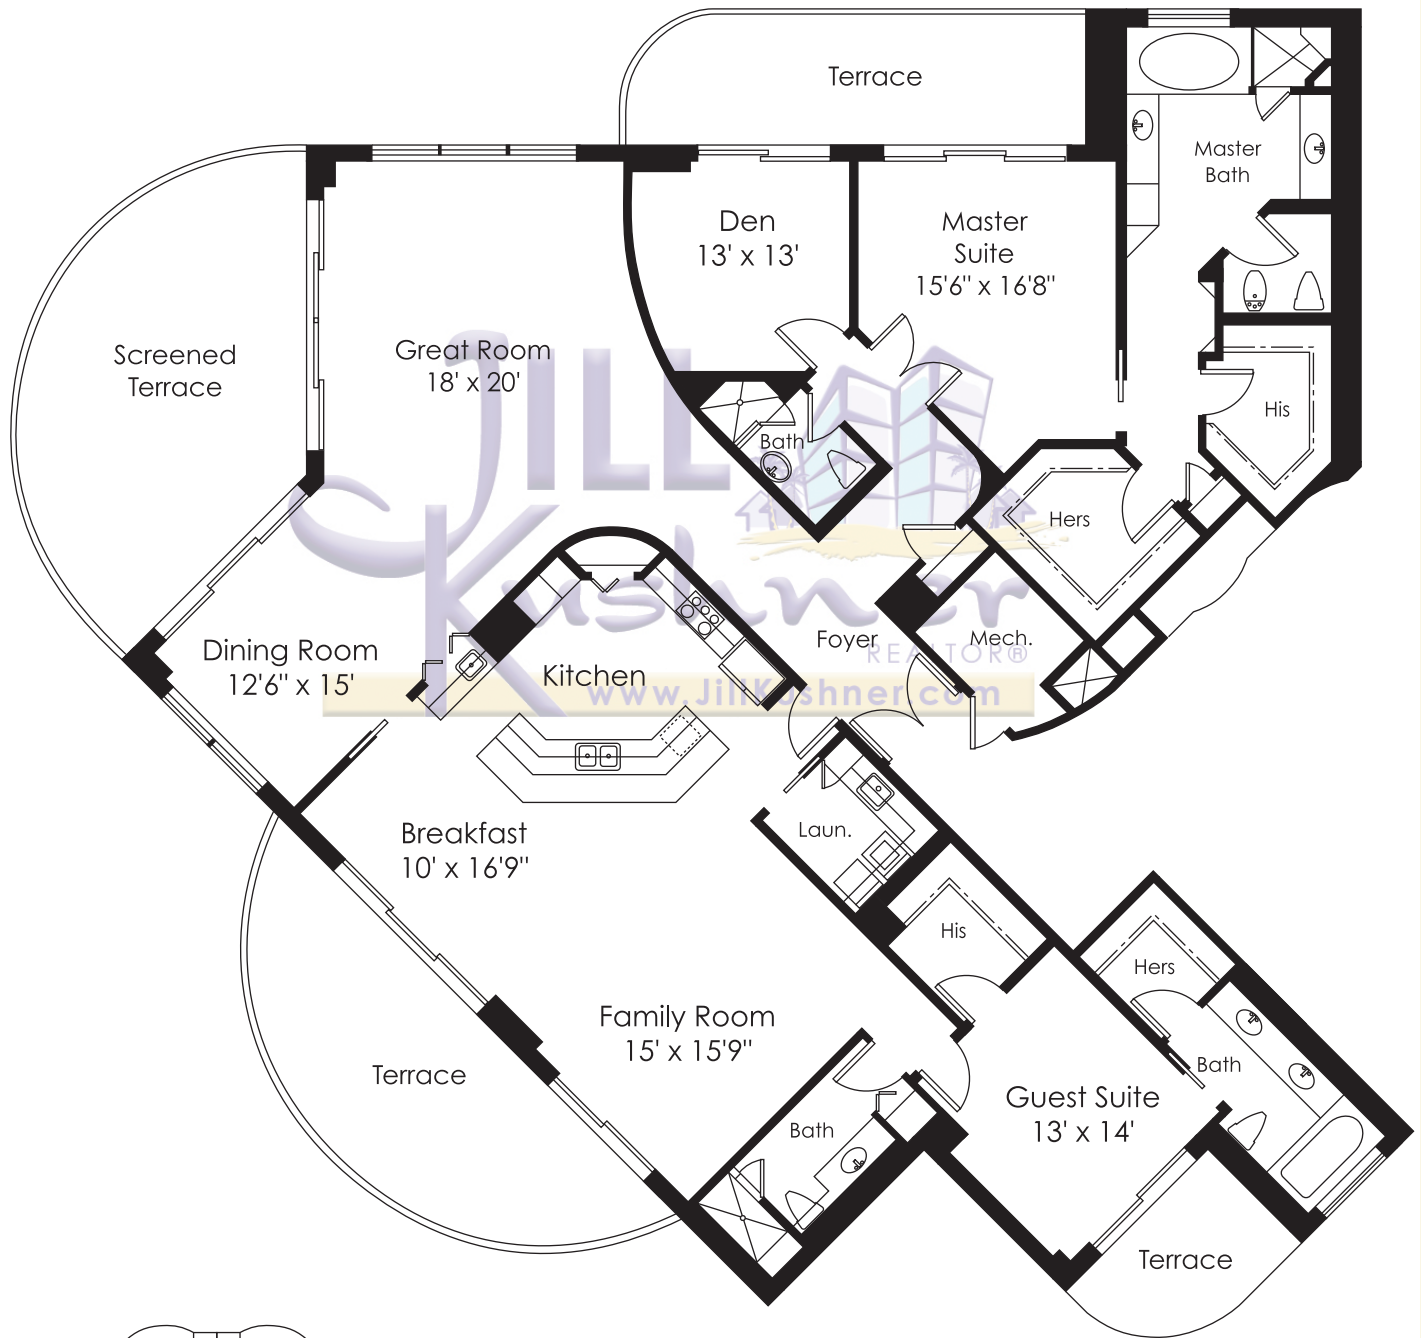 Terrace
Master
Bath
Den
13' x 13'
Master
Suite
15'6" x 16'8"
Screened
Terrace
Great Room
18' x 20'
His
Bath
Hers
JILL
Kushner
REALTOR®
www.JillKushner.com
Foyer
Mech.
Dining Room
12'6" x 15'
Kitchen
Breakfast
10' x 16'9"
Laun.
His
Hers
Family Room
15' x 15'9"
Terrace
Bath
Guest Suite
13' x 14'
Bath
Terrace